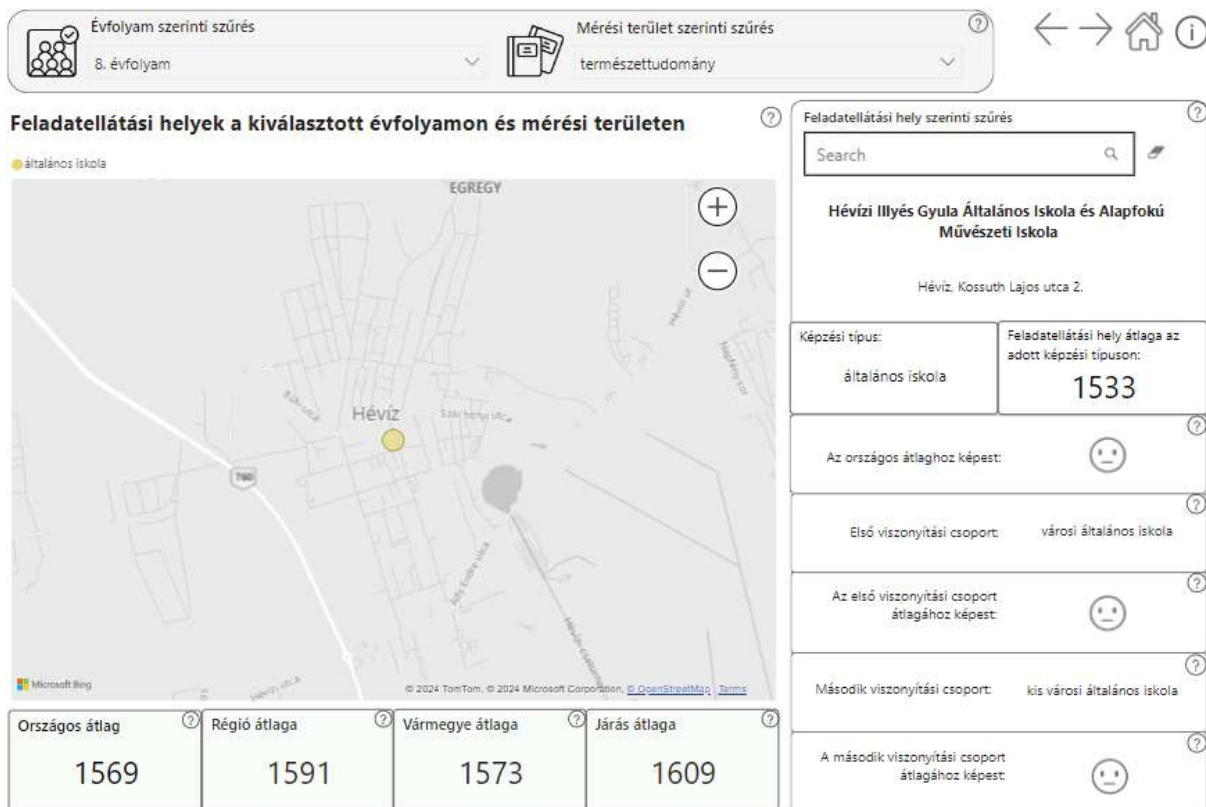 Évfolyam szerinti szűrés
8. évfolyam
Mérési terület szerinti szűrés
természettudomány
Feladatellátási helyek a kiválasztott évfolyamon és mérési területen
általános iskola
EGREGY
Hévíz
Ady Endre utca
760
Hévízi utca
Microsoft Bing
© 2024 TomTom, © 2024 Microsoft Corporation, © OpenStreetMap Terms
Országos átlag
1569
Régió átlaga
1591
Vármegye átlaga
1573
Járás átlaga
1609
Feladatellátási hely szerinti szűrés
Search
Hévízi Illyés Gyula Általános Iskola és Alapfokú
Művészeti Iskola
Hévíz, Kossuth Lajos utca 2.
Képzési típus:
általános iskola
Feladatellátási hely átlaga az
adott képzési típuson:
1533
Az országos átlaghoz képest:
Első viszonyítási csoport:
városi általános iskola
Az első viszonyítási csoport
átlagához képest:
Második viszonyítási csoport:
kis városi általános iskola
A második viszonyítási csoport
átlagához képest: